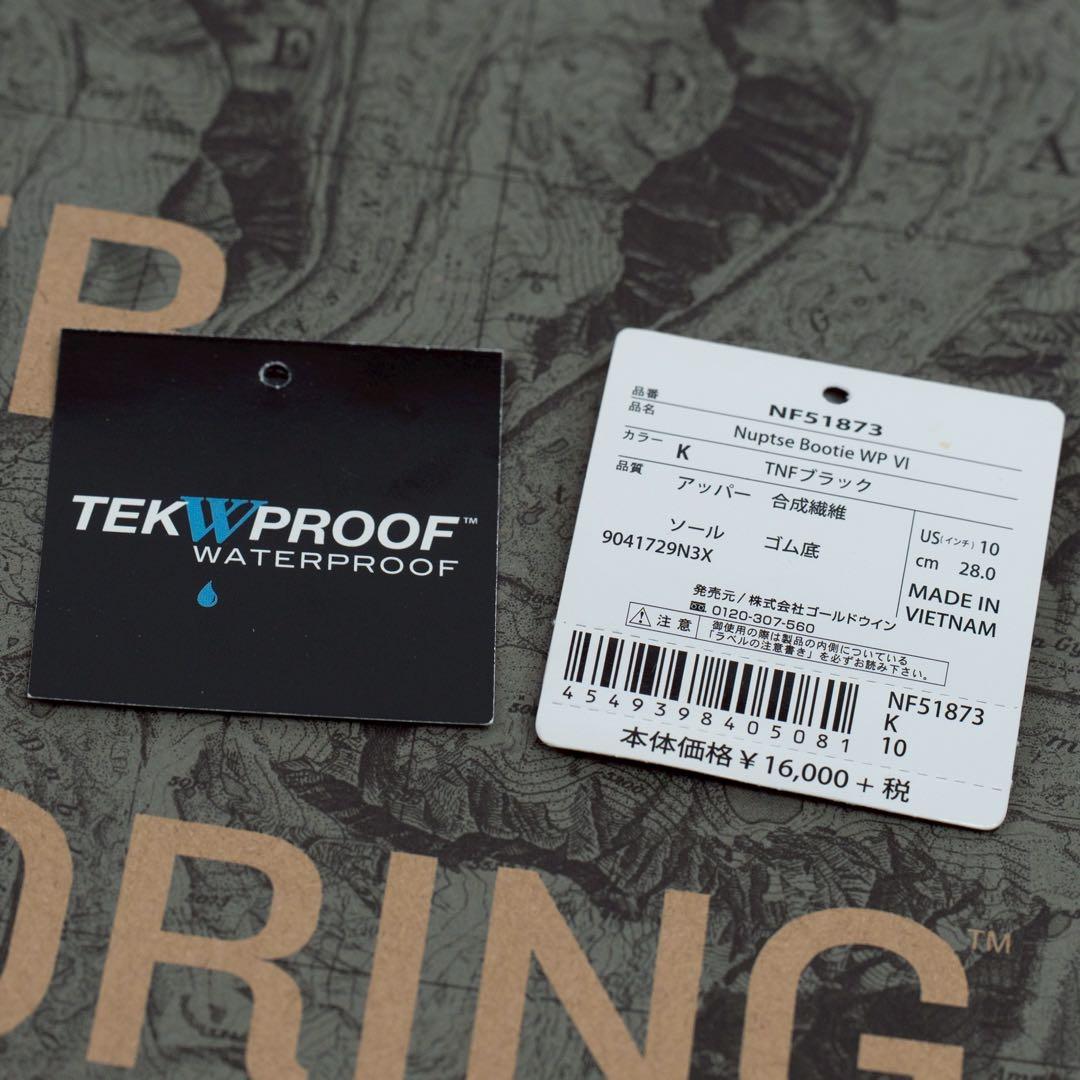 E
P
A
G
TP
TEKWPROOF™
WATERPROOF
品番 NF51873
品名 Nuptse Bootie WP VI
カラー K TNFブラック
品質 アッパー 合成繊維
ソール ゴム底
9041729N3X
US(インチ) 10
cm 28.0
MADE IN
VIETNAM
発売元/株式会社ゴールドウイン
0120-307-560
注意 御使用の際は製品の内側についている
「ラベルの注意書き」を必ずお読み下さい。
4549398405081
NF51873
K
10
本体価格¥16,000+税
ORING™